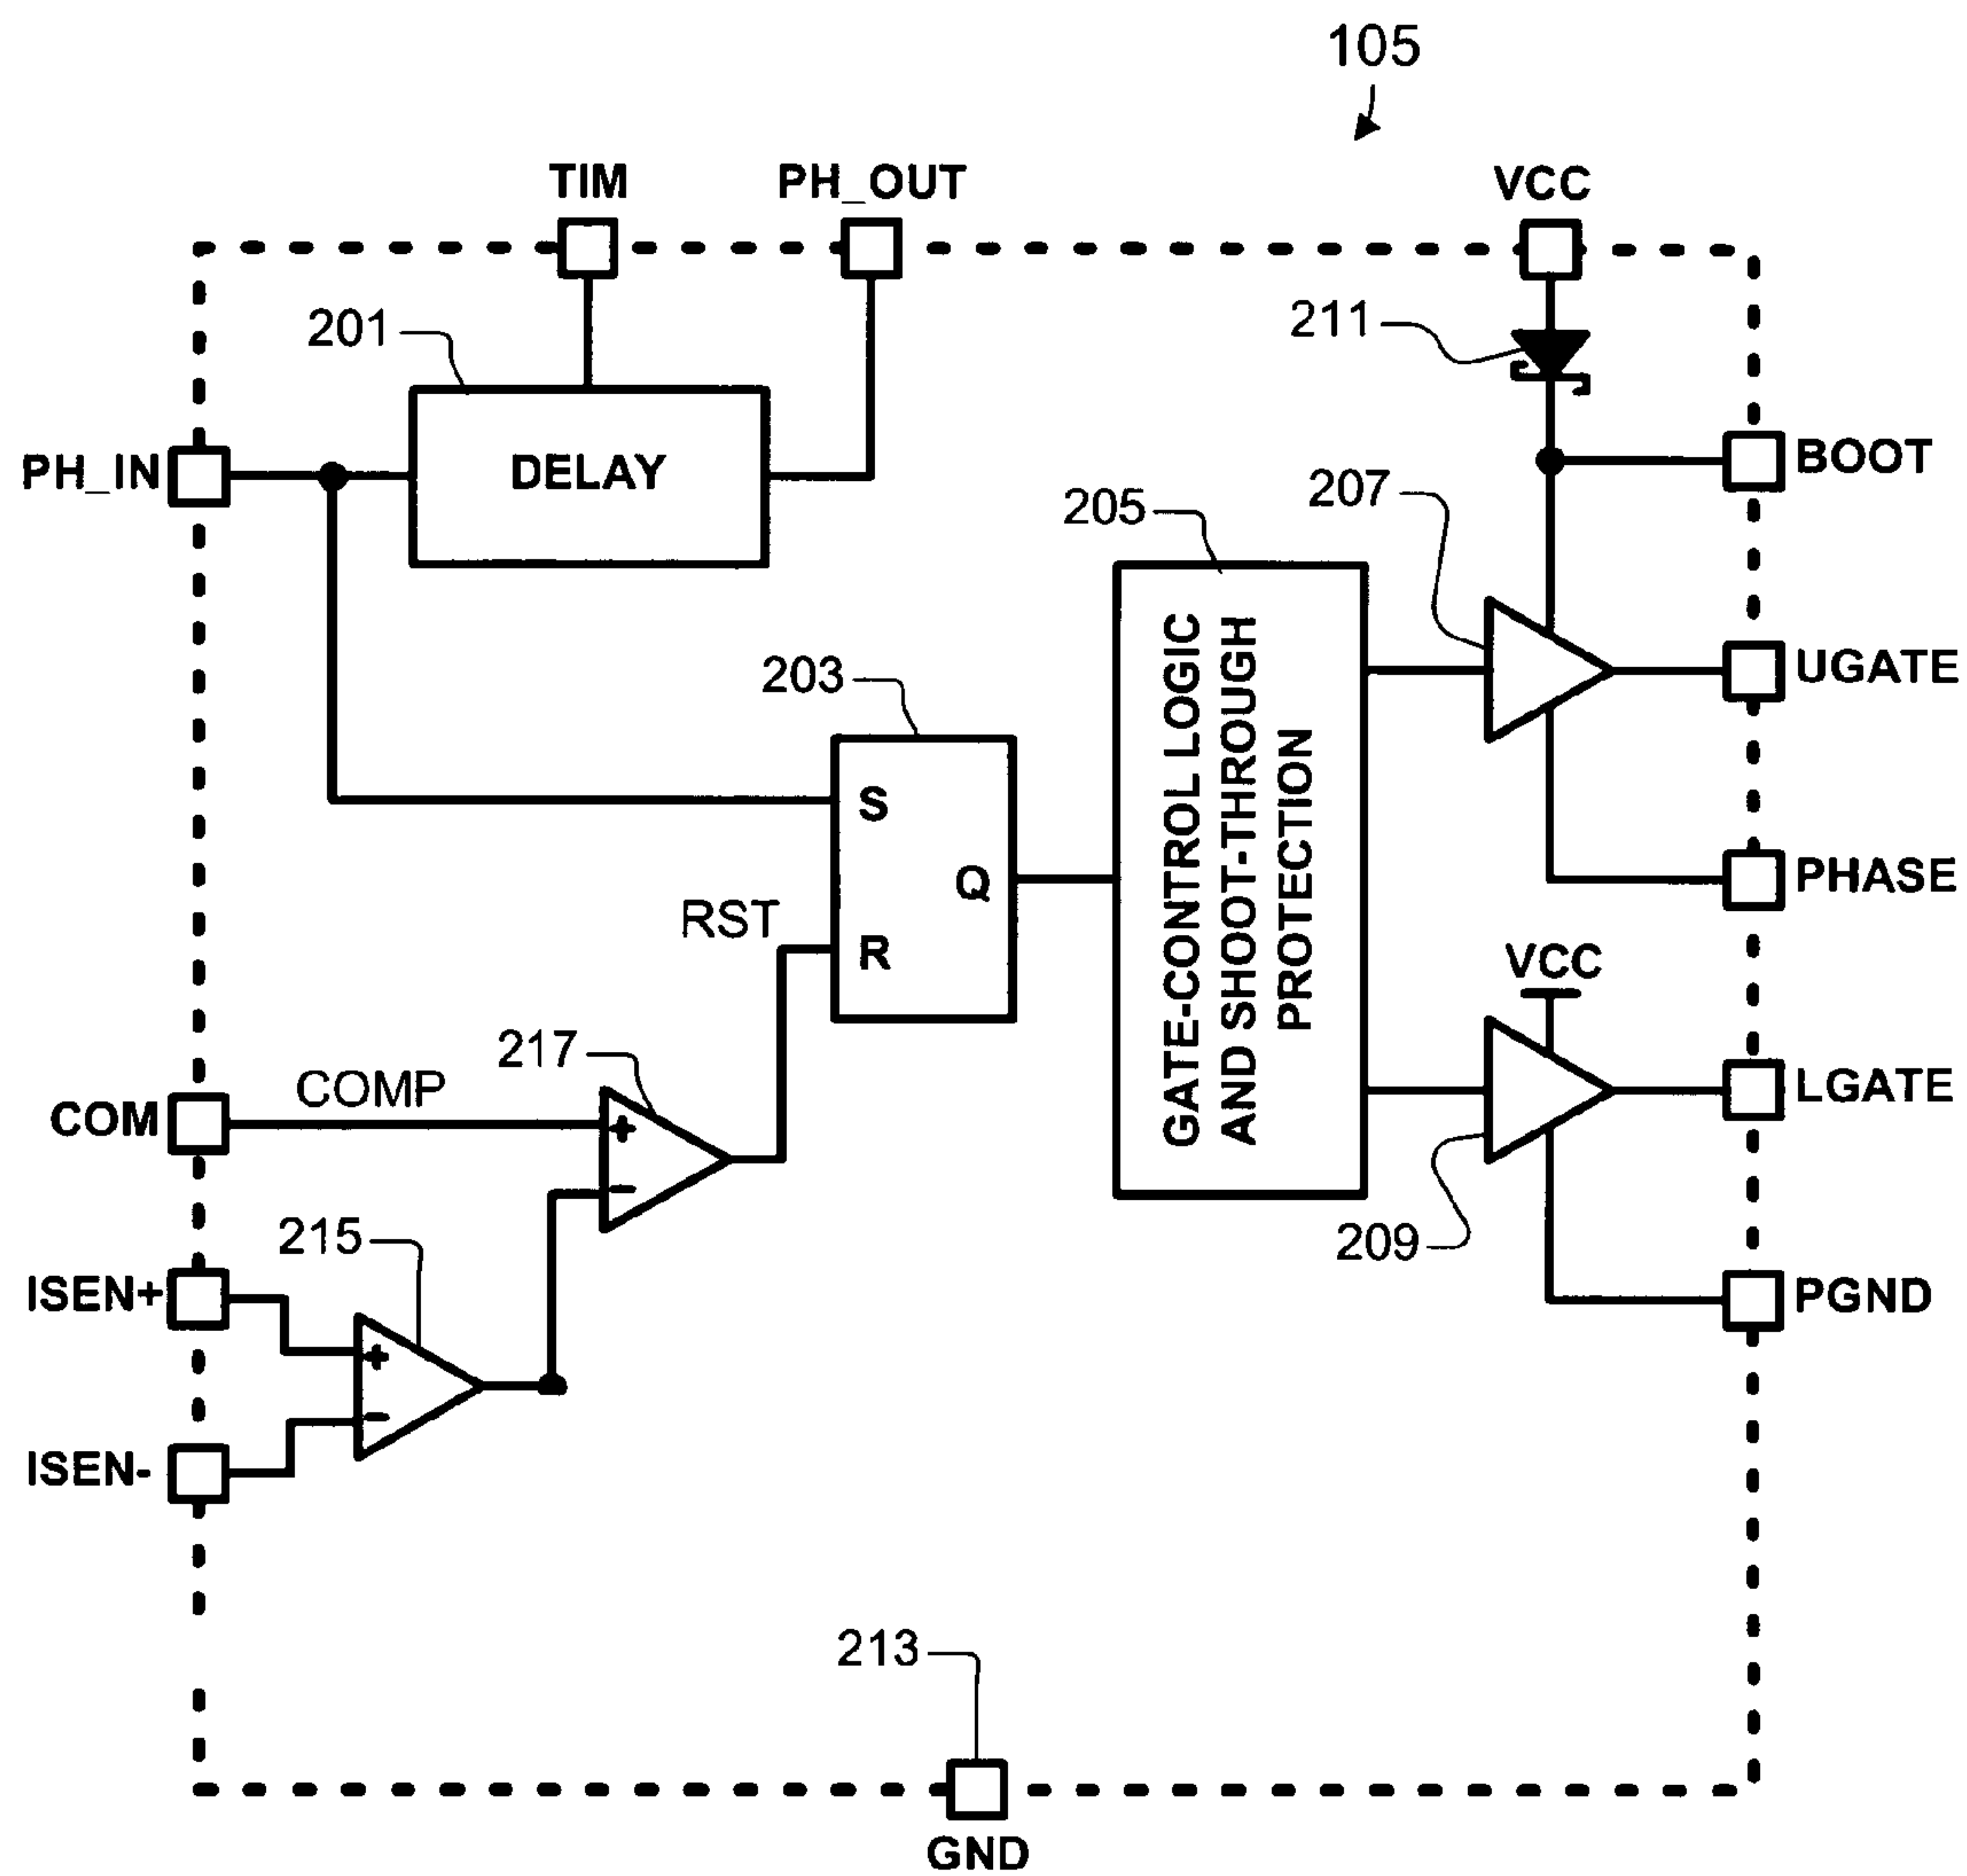 105
TIM
PH_OUT
VCC
201
211
PH_IN
DELAY
BOOT
207
205
203
UGATE
GATE-CONTROL LOGIC
AND SHOOT-THROUGH
PROTECTION
S
Q
R
RST
PHASE
VCC
217
COMP
COM
LGATE
215
209
ISEN+
PGND
+
-
+
-
ISEN-
213
GND